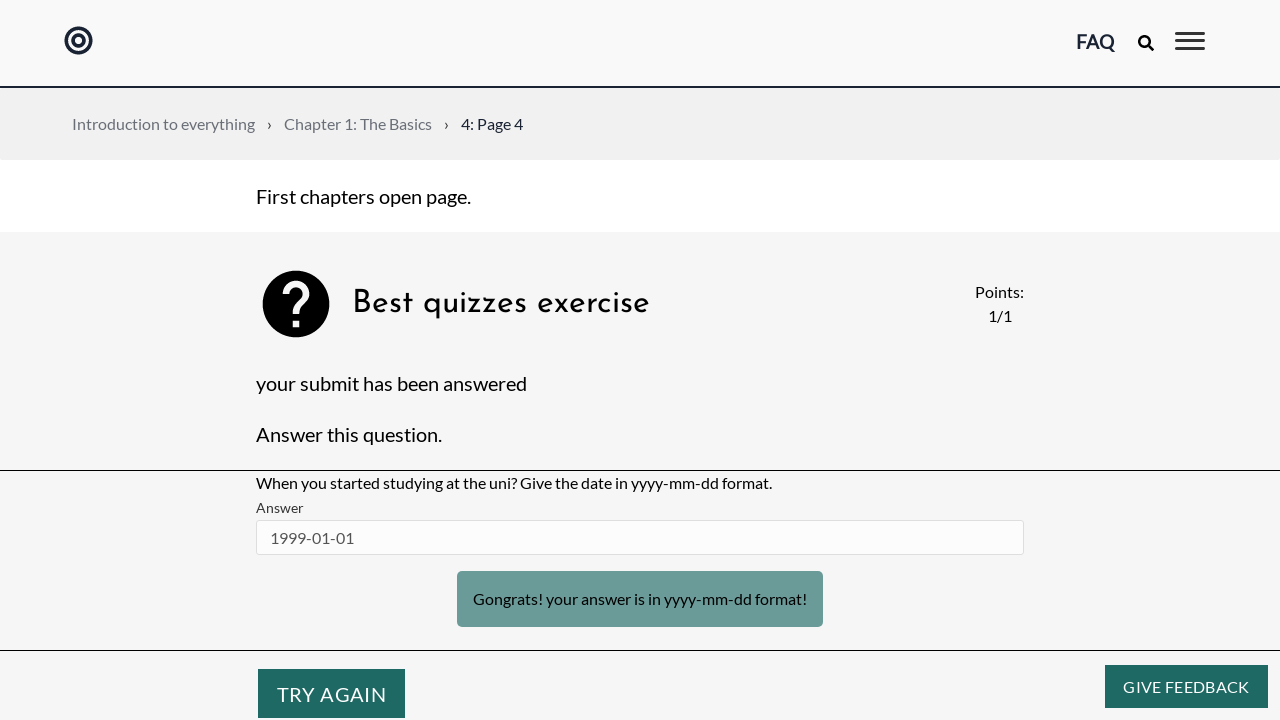 FAQ
Introduction to everything › Chapter 1: The Basics › 4: Page 4
First chapters open page.
Best quizzes exercise
Points:
1/1
your submit has been answered
Answer this question.
When you started studying at the uni? Give the date in yyyy-mm-dd format.
Answer
1999-01-01
Gongrats! your answer is in yyyy-mm-dd format!
TRY AGAIN
GIVE FEEDBACK